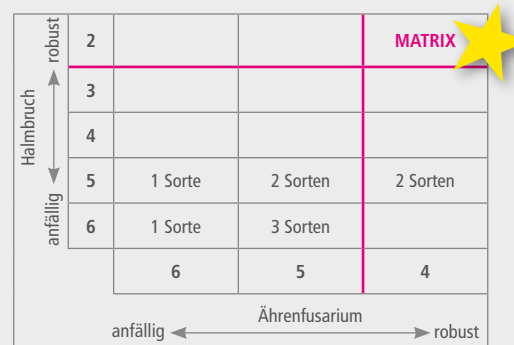 robust
Halmbruch
anfällig
2 MATRIX
3
4
5 1 Sorte 2 Sorten 2 Sorten
6 1 Sorte 3 Sorten
6 5 4
Ährenfusarium
anfällig robust